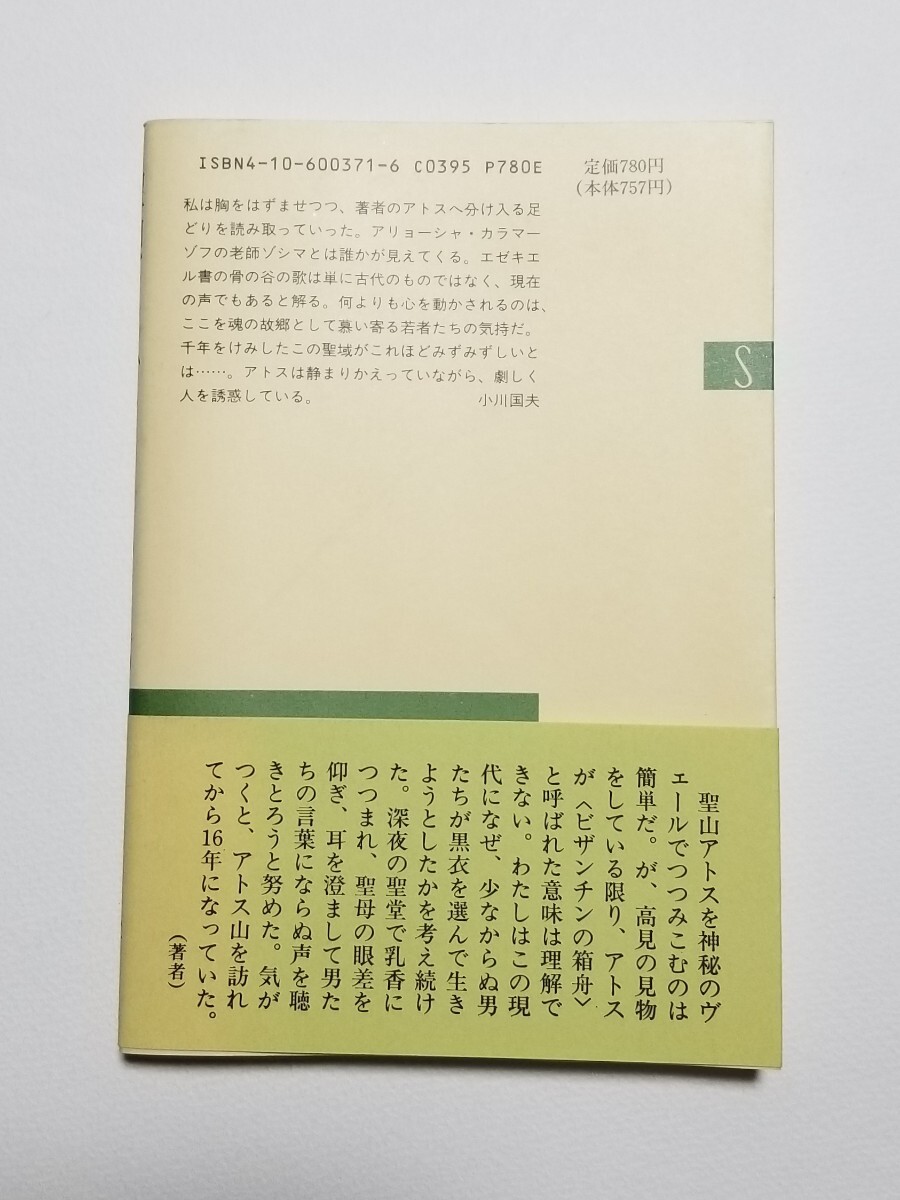 ISBN4-10-600371-6 C0395 P780E
定価780円
（本体757円）
私は胸をはずませつつ、著者のアトスへ分け入る足
どりを読み取っていった。アリョーシャ・カラマー
ゾフの老師ゾシマとは誰かが見えてくる。エゼキエ
ル書の骨の谷の歌は単に古代のものではなく、現在
の声でもあると解る。何よりも心を動かされるのは、
ここを魂の故郷として慕い寄る若者たちの気持だ。
千年をけみしたこの聖域がこれほどみずみずしいと
は……。アトスは静まりかえっていながら、劇しく
人を誘惑している。
小川国夫
S
聖山アトスを神秘のヴ
ェールでつつみこむのは
簡単だ。が、高見の見物
をしている限り、アトス
が〈ビザンチンの箱舟〉
と呼ばれた意味は理解で
きない。わたしはこの現
代になぜ、少なからぬ男
たちが黒衣を選んで生き
ようとしたかを考え続け
た。深夜の聖堂で乳香に
つつまれ、聖母の眼差を
仰ぎ、耳を澄まして男た
ちの言葉にならぬ声を聴
きとろうと努めた。気が
つくと、アトス山を訪れ
てから16年になっていた。
（著者）